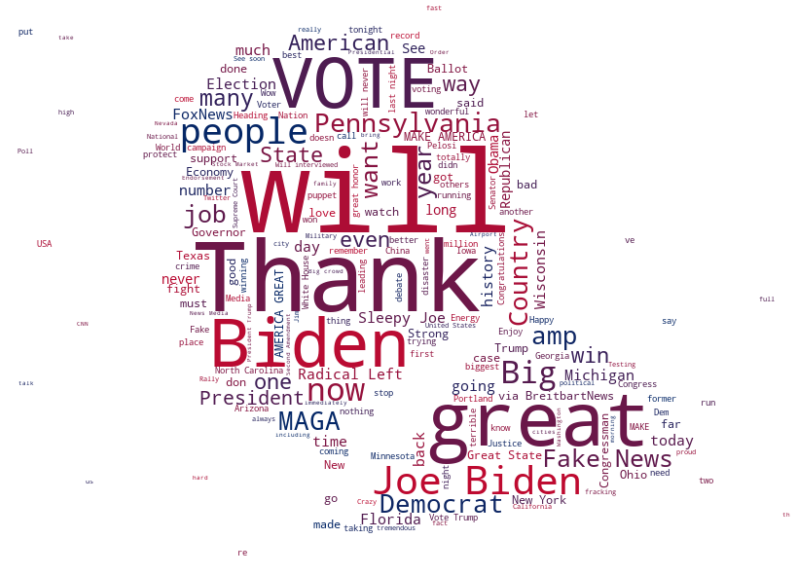 fast
put
take
really
tonight
record
American
See
much
See soon
best
Presidential
Order
done
VOTE
Ballot
Election
Wow
will never
last night
way
high
come
many
Voter
voting
said
wonderful
FoxNews
Heading
Nation
Pennsylvania
let
Nevada
people
National
doesn
call
bring
MAKE AMERICA
Obama
Poll
World
campaign
State
will
want
Pelosi
protect
support
Stock Market
Will interviewed
year
totally
didn
Senator
Republican
Economy
Endorsement
Supreme Court
family
great honor
work
got
others
bad
number
Twitter
puppet
running
job
love
watch
long
another
Governor
won
USA
Military
even
better
million
Airport
Congratulations
Country
Wisconsin
ve
Texas
city
day
remember
China
Iowa
went
history
crime
Thank
never
good
winning
White House
Big crowd
leading
debate
disaster
fight
full
must
Media
AMERICA GREAT
News Media
President Trump
Second Amendment
Jim
thing
Sleepy Joe
Energy
Happy
say
CNN
Fake
Biden
Strong
United States
Enjoy
amp
place
trying
first
case
Trump
Georgia
win
North Carolina
Radical Left
biggest
Big
Testing
talk
Rally
don
one
now
stop
going
political
Michigan
Congress
President
via BreitbartNews
former
run
Arizona
immediately
Portland
great
Dem
always
MAGA
nothing
terrible
know
cities
Washington
morning
MAKE
far
including
time
back
Justice
Congressman
today
coming
Minnesota
Great State
proud
New
night
Fake News
hard
Joe Biden
Ohio
need
two
us
fracking
go
Crazy
Democrat
New York
California
made
taking
Florida
Vote Trump
th
tremendous
fact
re